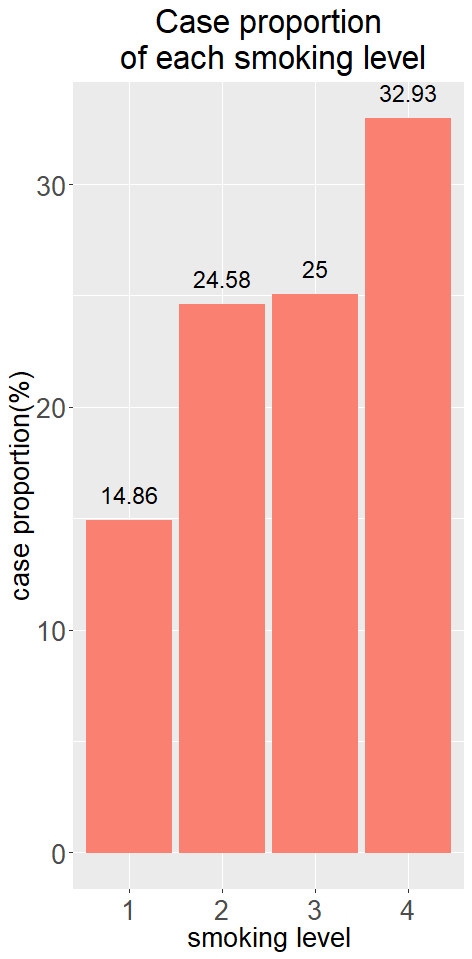 Case proportion
of each smoking level
32.93
30
24.58
25
case proportion(%)
20
14.86
10
0
1 2 3 4
smoking level